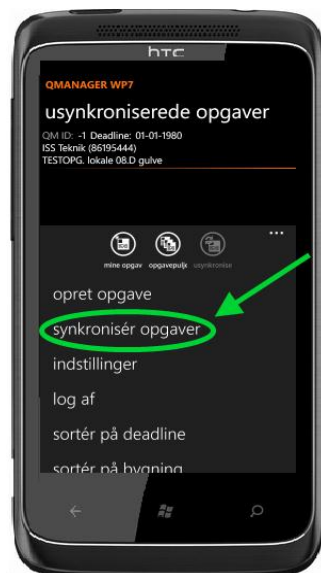 hTC
QMANAGER WP7
usynkroniserede opgaver
QM ID: -1 Deadline: 01-01-1980
ISS Teknik (86195444)
TESTOPG. lokale 08.D gulve
mine opgav opgavepulje usynkronise
opret opgave
synkronisér opgaver
indstillinger
log af
sortér på deadline
sortér på bygning